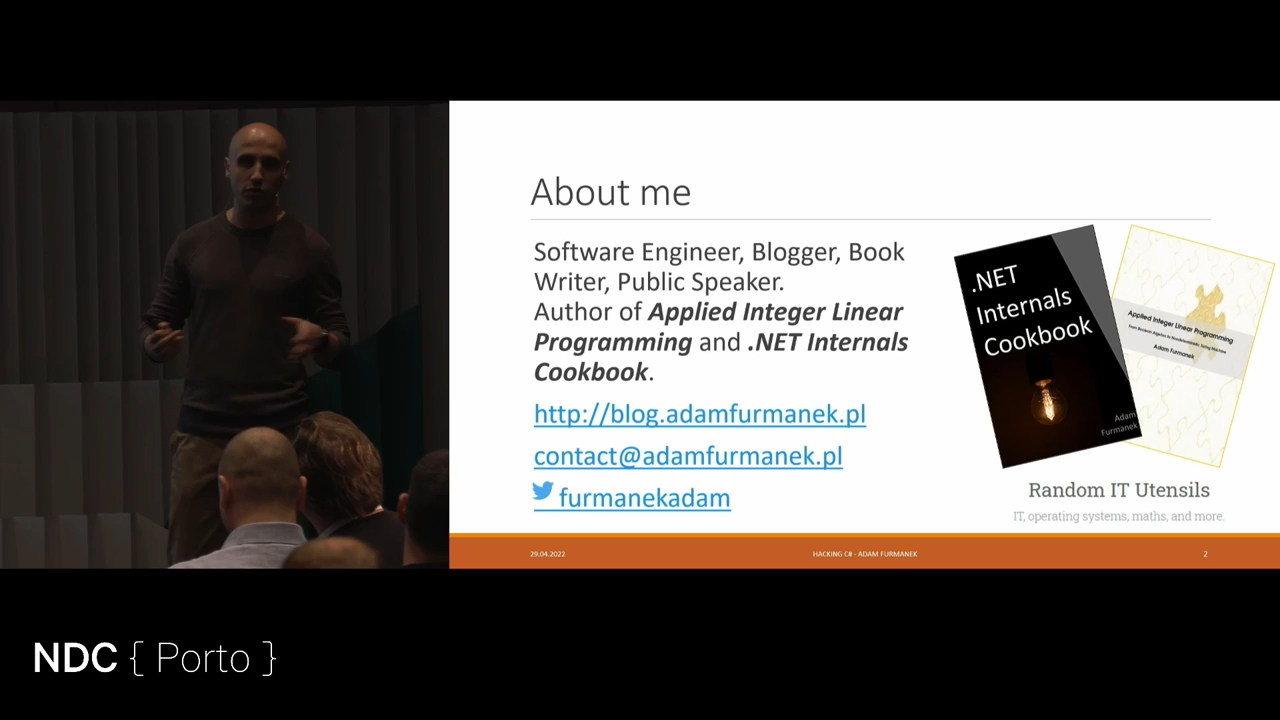 About me
Software Engineer, Blogger, Book
Writer, Public Speaker.
Author of Applied Integer Linear
Programming and .NET Internals
Cookbook.
http://blog.adamfurmanek.pl
contact@adamfurmanek.pl
furmanekadam
.NET
Internals
Cookbook
Adam
Furmanek
Applied Integer Linear Programming
Adam Furmanek
Random IT Utensils
IT, operating systems, maths, and more.
29.04.2022
HACKING C# - ADAM FURMANEK
2
NDC { Porto }